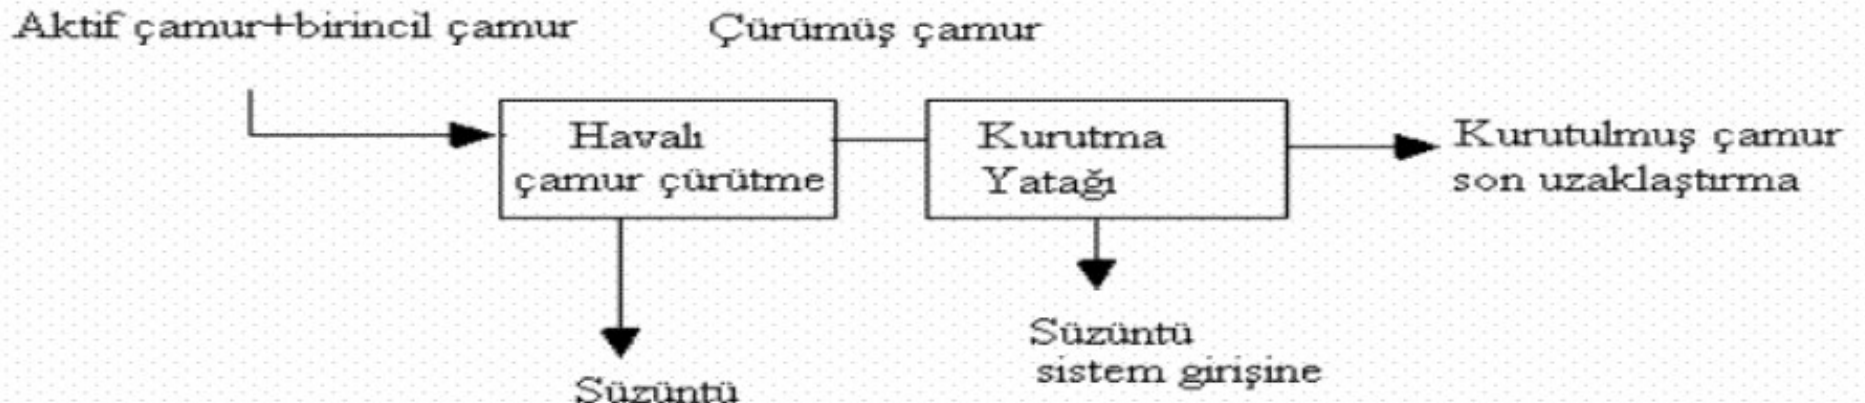 Aktif çamur+birincil çamur
Çürümüş çamur
Havalı
çamur çürütme
Kurutma
Yatağı
Kurutulmuş çamur
son uzaklaştırma
Süzüntü
sistem girişine
Süzüntü